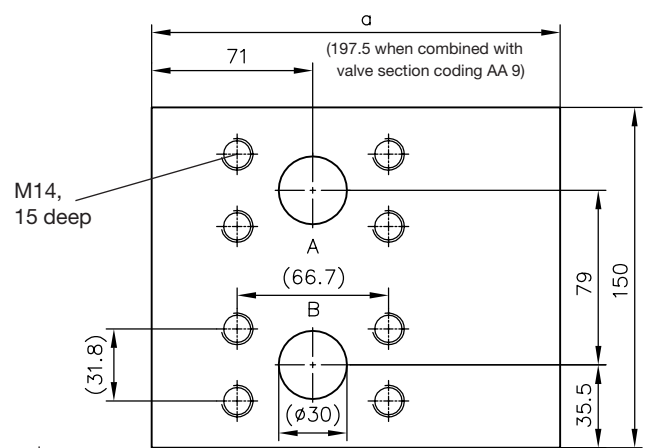 a
(197.5 when combined with
valve section coding AA 9)
71
M14,
15 deep
A
(66.7)
B
79
150
(31.8)
(ø30)
35.5